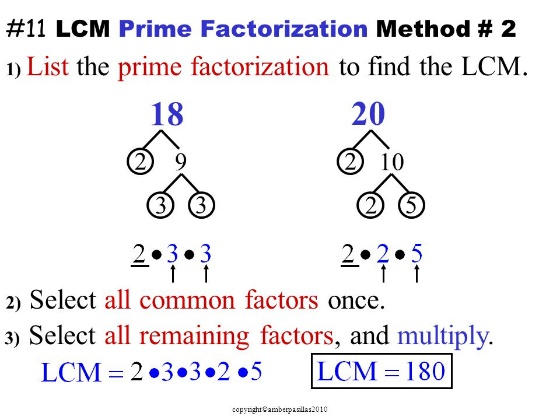 #11 LCM Prime Factorization Method # 2
1) List the prime factorization to find the LCM.
18 20
2 9 2 10
3 3 2 5
2 • 3 • 3 2 • 2 • 5
2) Select all common factors once.
3) Select all remaining factors, and multiply.
LCM = 2 •3•3•2 •5 LCM = 180
copyright©amberpasillas2010